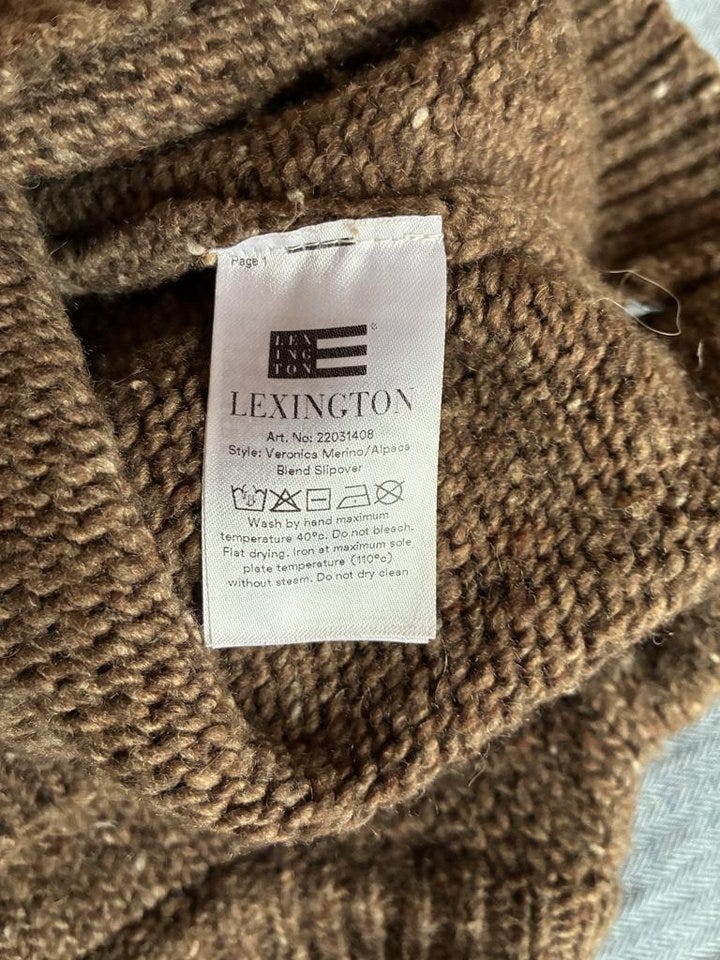 Page 1
LEX
ING
TON
®
LEXINGTON
Art. No: 22031408
Style: Veronica Merino/Alpaca
Blend Slipover
Wash by hand maximum
temperature 40°c. Do not bleach.
Flat drying. Iron at maximum sole
plate temperature (110°c)
without steam. Do not dry clean